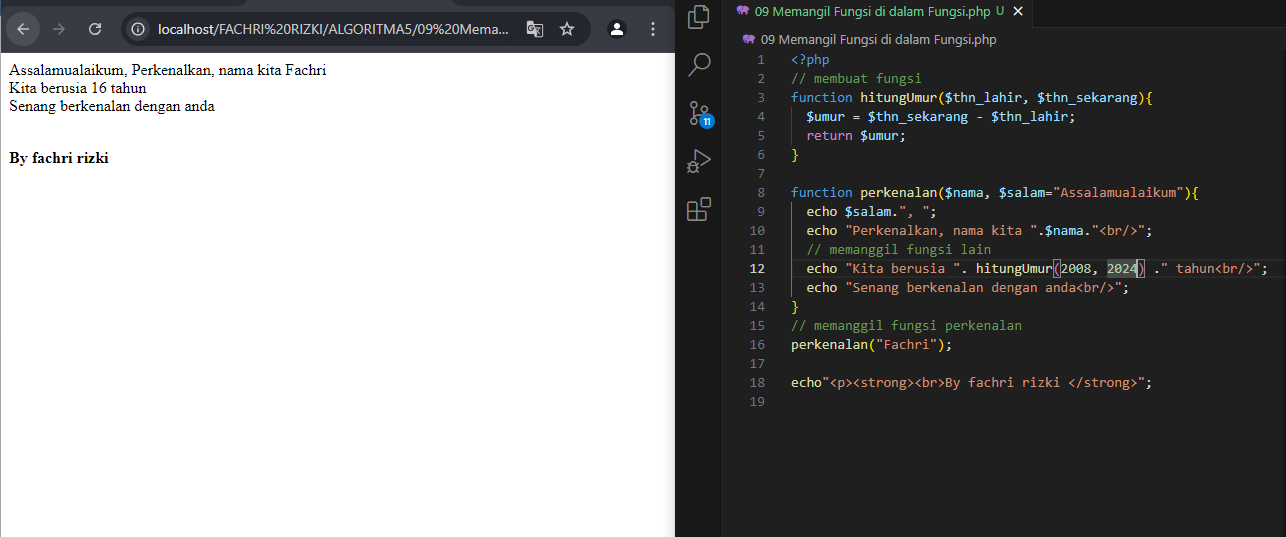 localhost/FACHRI%20RIZKI/ALGORITMA5/09%20Mema...
Assalamualaikum, Perkenalkan, nama kita Fachri
Kita berusia 16 tahun
Senang berkenalan dengan anda
By fachri rizki
11
09 Memangil Fungsi di dalam Fungsi.php U
09 Memangil Fungsi di dalam Fungsi.php
1 <?php
2 // membuat fungsi
3 function hitungUmur($thn_lahir, $thn_sekarang){
4 $umur = $thn_sekarang - $thn_lahir;
5 return $umur;
6 }
7
8 function perkenalan($nama, $salam="Assalamualaikum"){
9 echo $salam.", ";
10 echo "Perkenalkan, nama kita ".$nama."<br/>";
11 // memanggil fungsi lain
12 echo "Kita berusia ". hitungUmur(2008, 2024) ." tahun<br/>";
13 echo "Senang berkenalan dengan anda<br/>";
14 }
15 // memanggil fungsi perkenalan
16 perkenalan("Fachri");
17
18 echo"<p><strong><br>By fachri rizki </strong>";
19